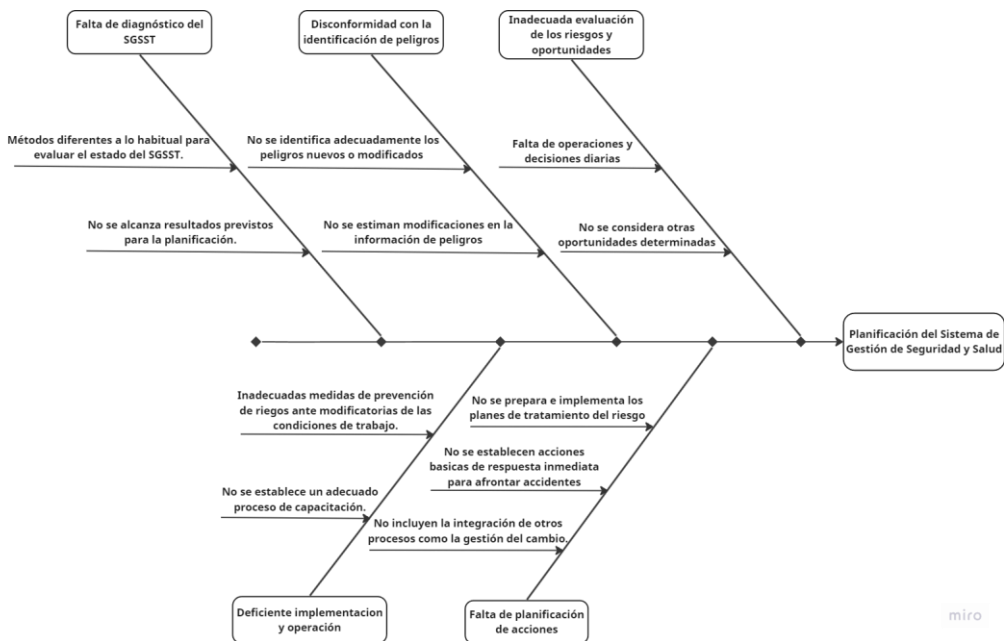 Falta de diagnóstico del
SGSST
Disconformidad con la
identificación de peligros
Inadecuada evaluación
de los riesgos y
oportunidades
Métodos diferentes a lo habitual para
evaluar el estado del SGSST.
No se identifica adecuadamente los
peligros nuevos o modificados
Falta de operaciones y
decisiones diarias
No se alcanza resultados previstos
para la planificación.
No se estiman modificaciones en la
información de peligros
No se considera otras
oportunidades determinadas
Planificación del Sistema de
Gestión de Seguridad y Salud
Inadecuadas medidas de prevención
de riegos ante modificatorias de las
condiciones de trabajo.
No se prepara e implementa los
planes de tratamiento del riesgo
No se establecen acciones
basicas de respuesta inmediata
para afrontar accidentes
No se establece un adecuado
proceso de capacitación.
No incluyen la integración de otros
procesos como la gestión del cambio.
Deficiente implementacion
y operación
Falta de planificación
de acciones
miro